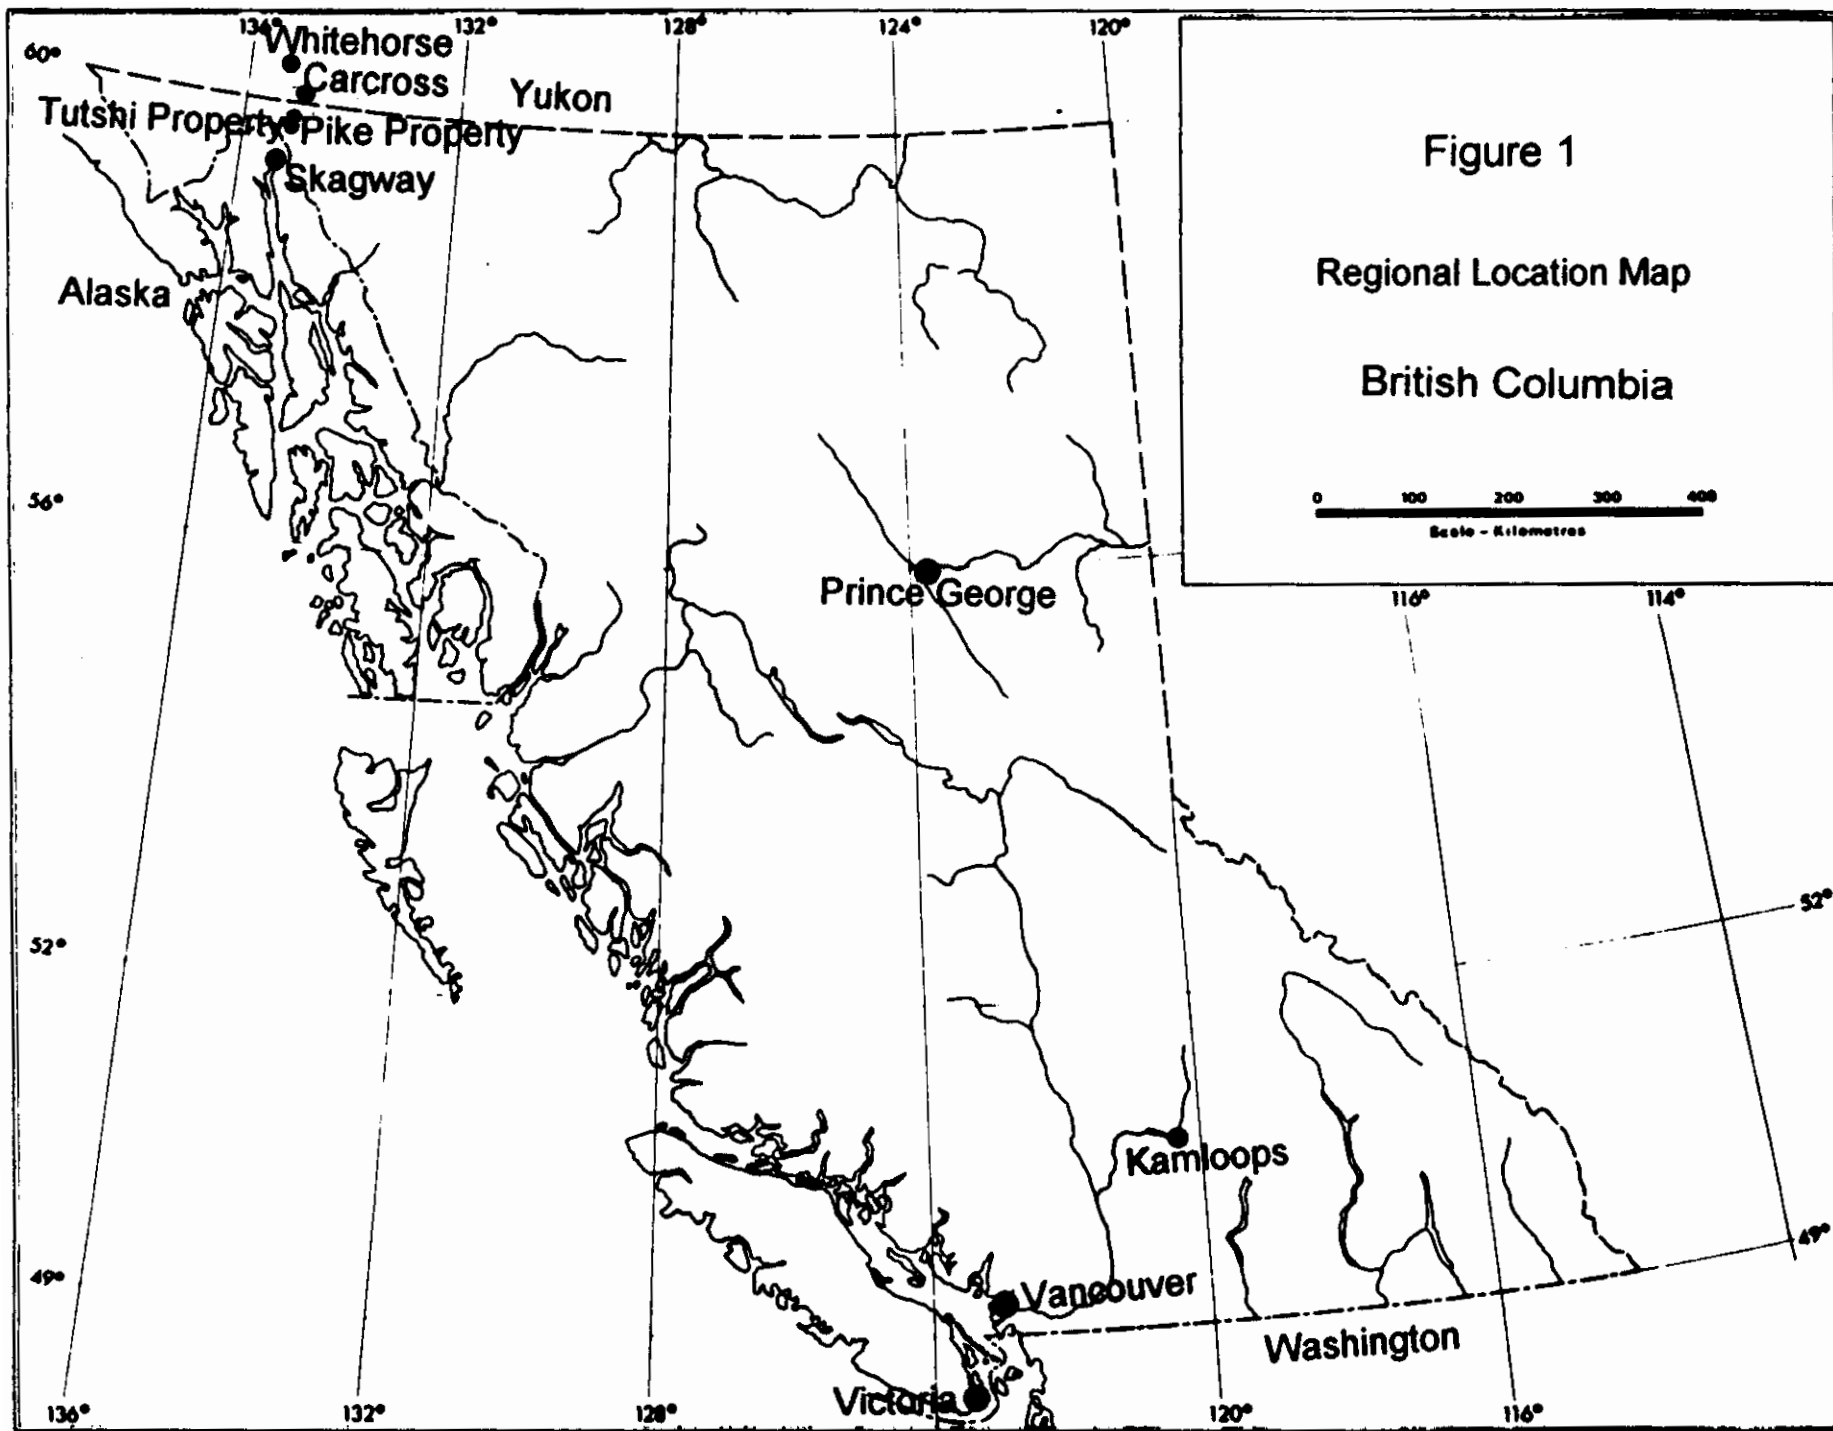 134° 132° 128° 124° 120°
60°
Whitehorse
Carcross
Yukon
Tutshi Property Pike Property
Skagway
Alaska
Figure 1
Regional Location Map
British Columbia
0 100 200 300 400
Scale - Kilometres
56°
Prince George
116° 114°
52° 52°
Kamloops
49° 49°
Vancouver
Washington
Victoria
136° 132° 128° 120° 116°